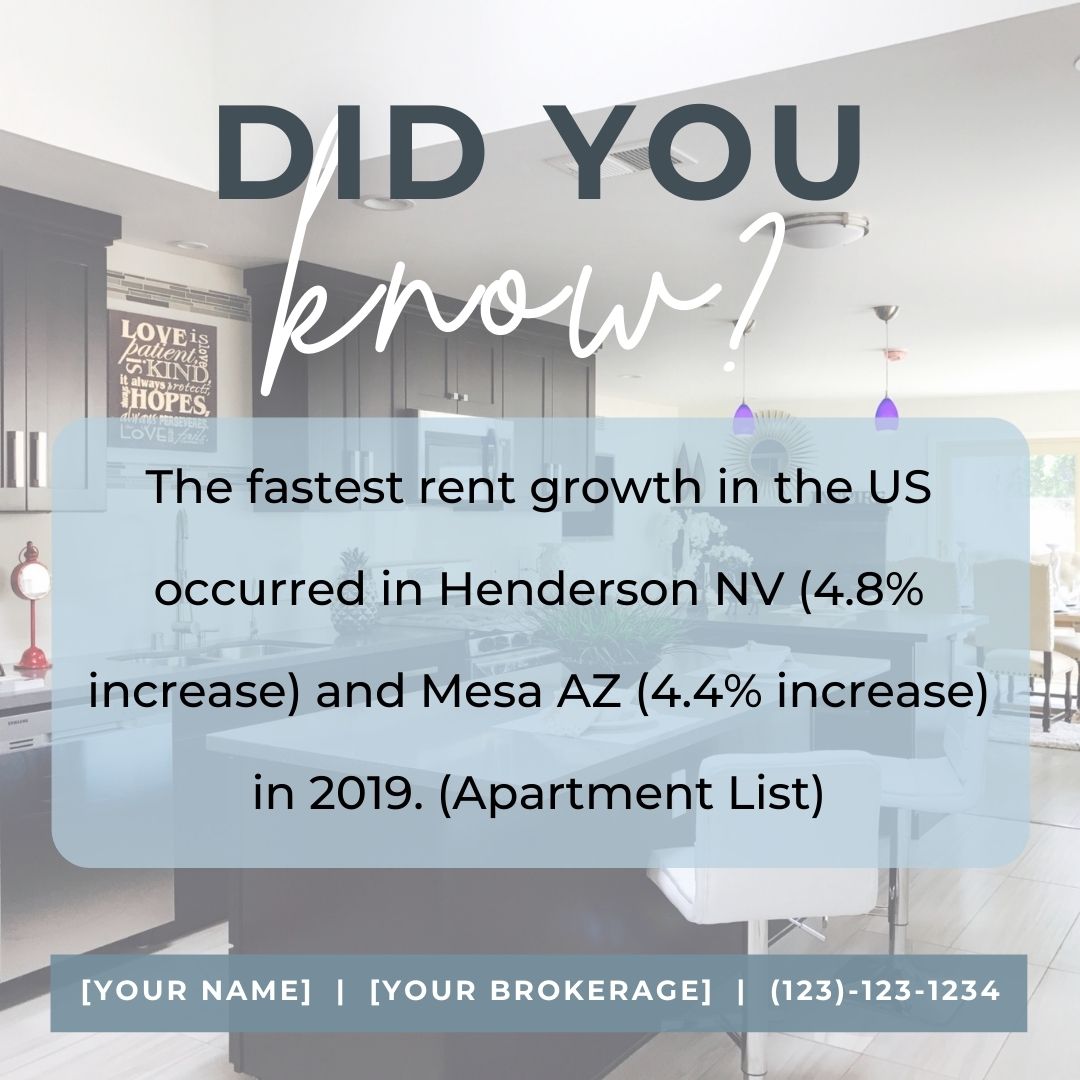 DID YOU
know?
LOVE is
patient,
is KIND,
it always protects,
HOPES,
always PERSEVERES.
LOVE fails.
The fastest rent growth in the US
occurred in Henderson NV (4.8%
increase) and Mesa AZ (4.4% increase)
in 2019. (Apartment List)
[YOUR NAME] | [YOUR BROKERAGE] | (123)-123-1234